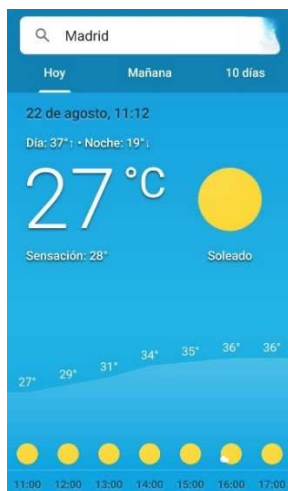 Madrid
Hoy Mañana 10 días
22 de agosto, 11:12
Día: 37°↑ • Noche: 19°↓
27 °C
Sensación: 28° Soleado
27° 29° 31° 34° 35° 36° 36°
11:00 12:00 13:00 14:00 15:00 16:00 17:00